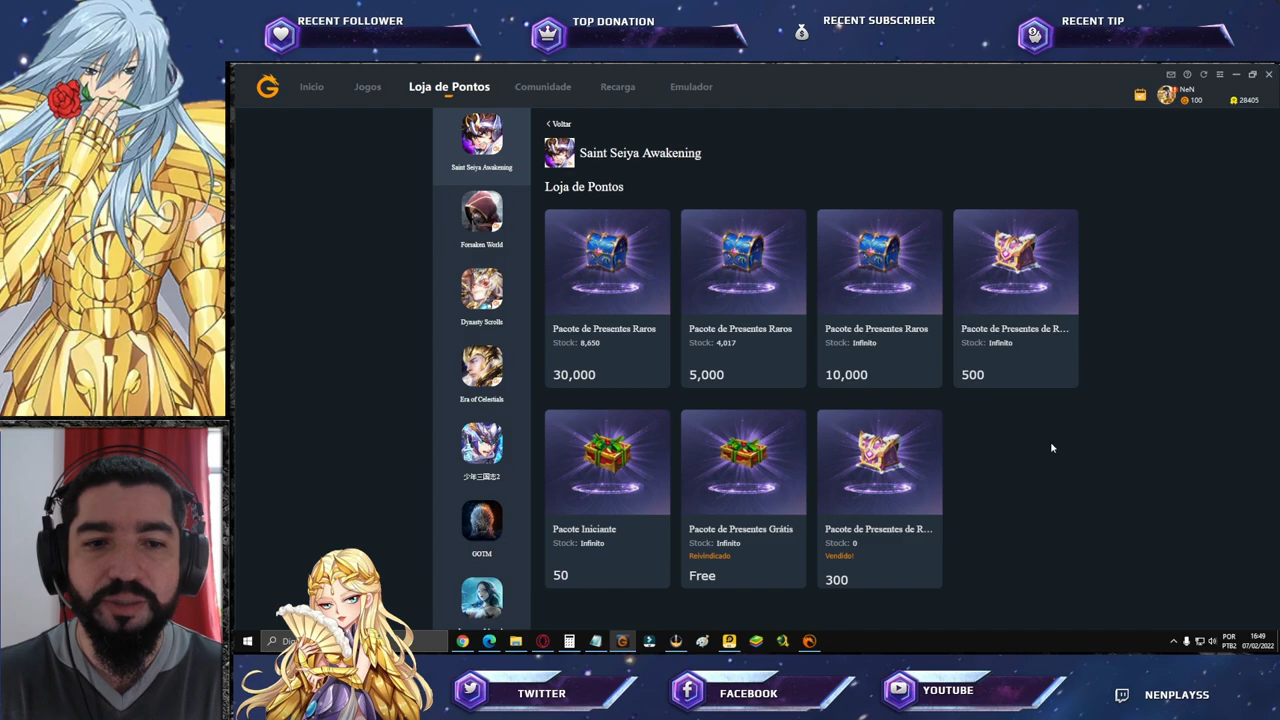 RECENT FOLLOWER
TOP DONATION
RECENT SUBSCRIBER
RECENT TIP
Inicio
Jogos
Loja de Pontos
Comunidade
Recarga
Emulador
NeN
100
28405
Saint Seiya Awakening
Forsaken World
Dynasty Scrolls
Era of Celestials
少年三国志2
GOTM
< Voltar
Saint Seiya Awakening
Loja de Pontos
Pacote de Presentes Raros
Stock: 8,650
30,000
Pacote de Presentes Raros
Stock: 4,017
5,000
Pacote de Presentes Raros
Stock: Infinito
10,000
Pacote de Presentes de R...
Stock: Infinito
500
Pacote Iniciante
Stock: Infinito
50
Pacote de Presentes Grátis
Stock: Infinito
Reivindicado
Free
Pacote de Presentes de R...
Stock: 0
Vendido!
300
POR
PTB2
16:49
07/02/2022
TWITTER
FACEBOOK
YOUTUBE
NENPLAYSS